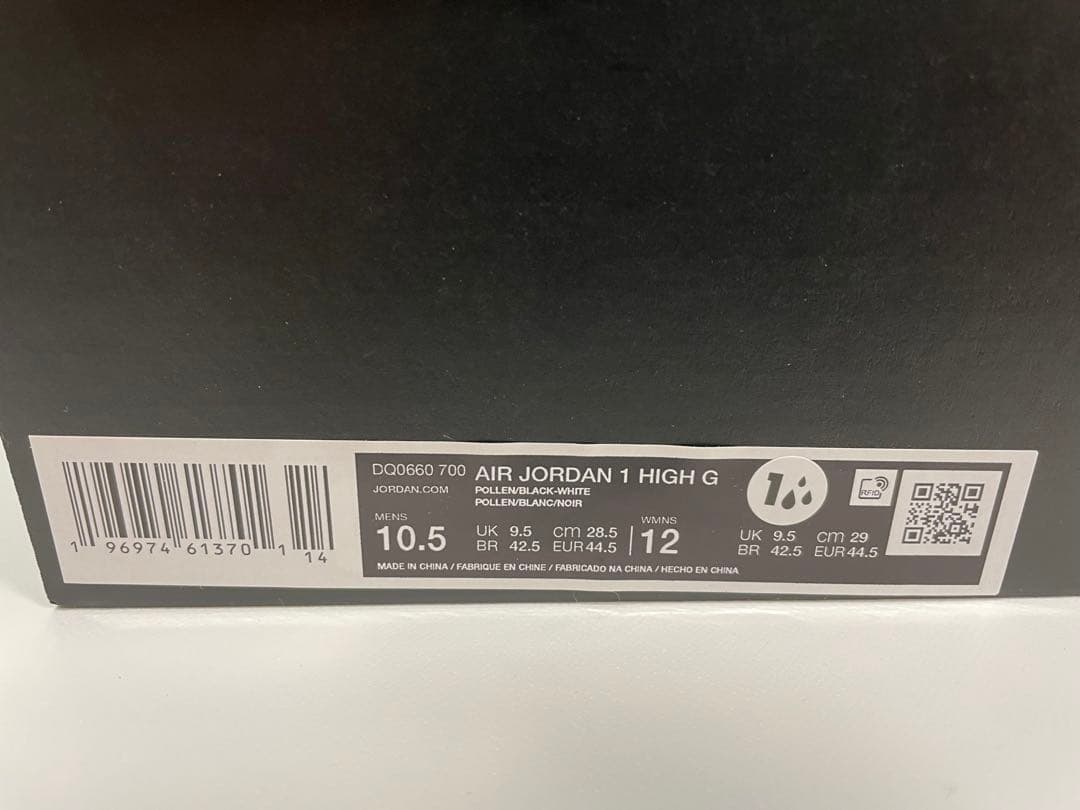 DQ0660 700 AIR JORDAN 1 HIGH G
JORDAN.COM
POLLEN/BLACK-WHITE
POLLEN/BLANC/NOIR
MENS
10.5
UK 9.5 CM 28.5
BR 42.5 EUR 44.5
WMNS
12
UK 9.5 CM 29
BR 42.5 EUR 44.5
MADE IN CHINA / FABRIQUE EN CHINE / FABRICADO NA CHINA / HECHO EN CHINA
1
RFID
1 96974 61370 1 14